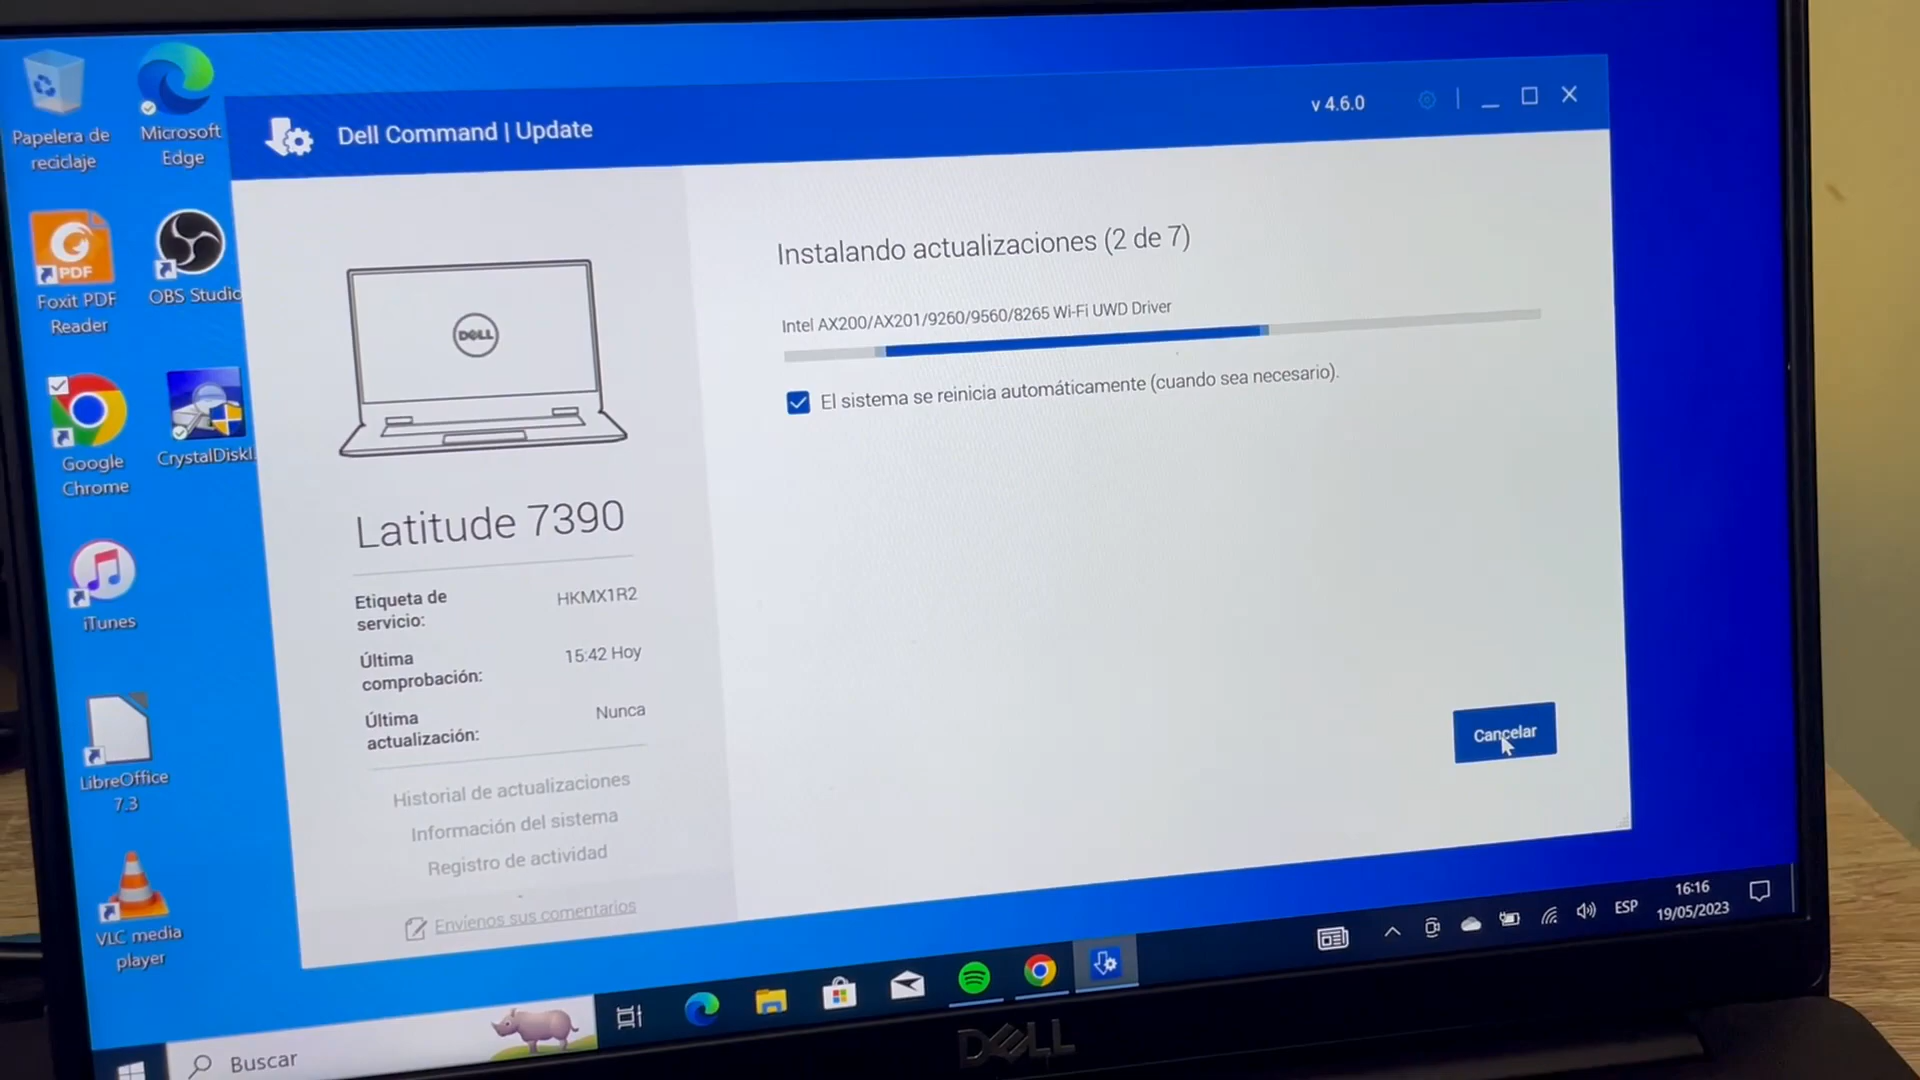 Papelera de
reciclaje
Microsoft
Edge
PDF
Foxit PDF
Reader
OBS Studio
Google
Chrome
CrystalDiskI...
iTunes
LibreOffice
7.3
VLC media
player
Dell Command | Update
v 4.6.0
DELL
Latitude 7390
Etiqueta de
servicio:
HKMX1R2
Última
comprobación:
15:42 Hoy
Última
actualización:
Nunca
Historial de actualizaciones
Información del sistema
Registro de actividad
Envíenos sus comentarios
Instalando actualizaciones (2 de 7)
Intel AX200/AX201/9260/9560/8265 Wi-Fi UWD Driver
El sistema se reinicia automáticamente (cuando sea necesario).
Cancelar
Buscar
ESP
16:16
19/05/2023
DELL